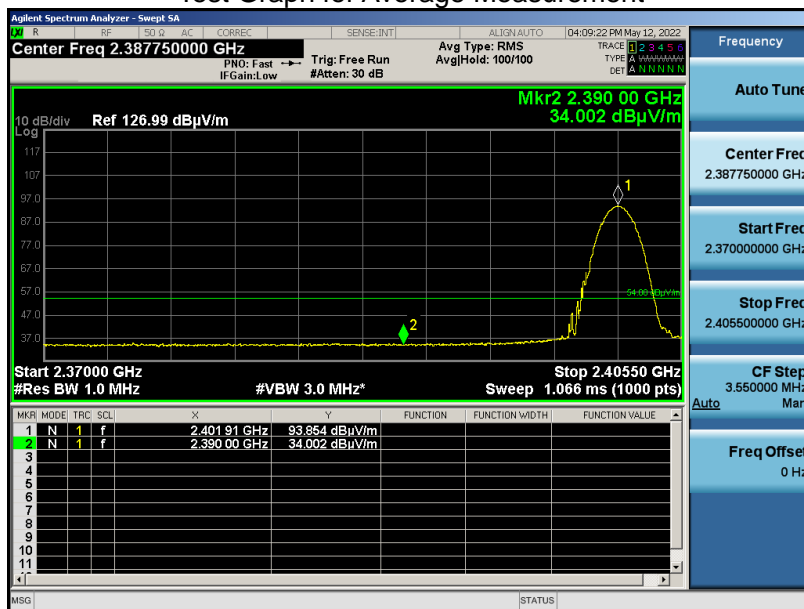 Test Graph for Average Measurement
Agilent Spectrum Analyzer - Swept SA
LXI R RF 50 Ω AC CORREC SENSE:INT ALIGN AUTO 04:09:22 PM May 12, 2022
Center Freq 2.387750000 GHz
PNO: Fast
IFGain:Low
Trig: Free Run
#Atten: 30 dB
Avg Type: RMS
Avg|Hold: 100/100
TRACE 1 2 3 4 5 6
TYPE A WWWWW
DET A N N N N N
Mkr2 2.390 00 GHz
34.002 dBµV/m
10 dB/div Ref 126.99 dBµV/m
Log
117
107
97.0
87.0
77.0
67.0
57.0
47.0
37.0
1
54.00 dBµV/m
2
Start 2.37000 GHz Stop 2.40550 GHz
#Res BW 1.0 MHz #VBW 3.0 MHz* Sweep 1.066 ms (1000 pts)
MKR MODE TRC SCL X Y FUNCTION FUNCTION WIDTH FUNCTION VALUE
1 N 1 f 2.401 91 GHz 93.854 dBµV/m
2 N 1 f 2.390 00 GHz 34.002 dBµV/m
3
4
5
6
7
8
9
10
11
MSG STATUS
Frequency
Auto Tune
Center Freq
2.387750000 GHz
Start Freq
2.370000000 GHz
Stop Freq
2.405500000 GHz
CF Step
3.550000 MHz
Auto Man
Freq Offset
0 Hz